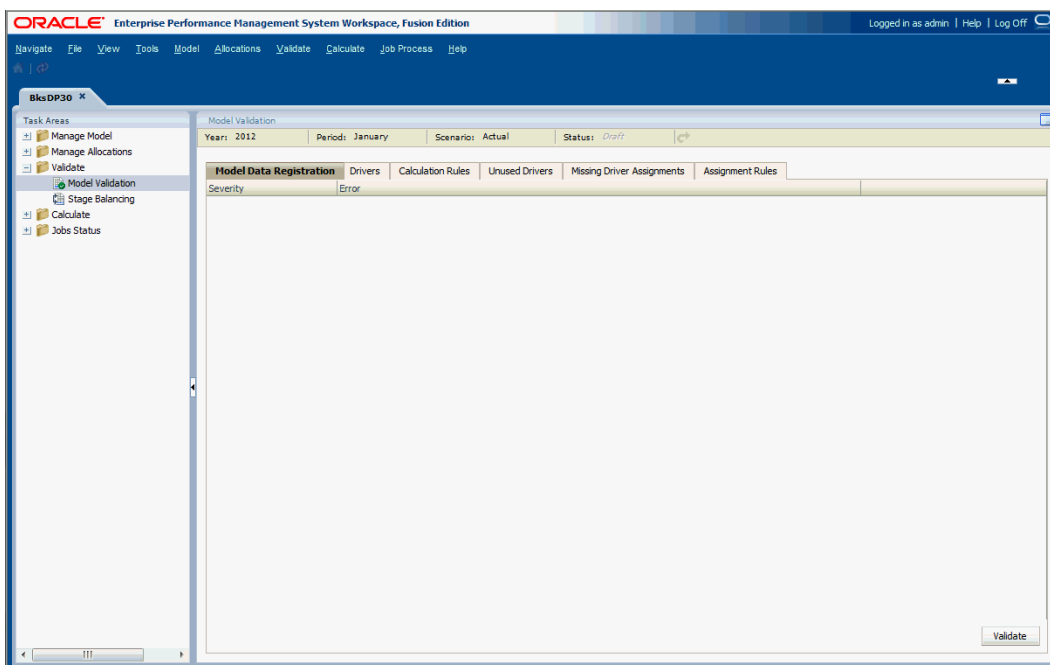 ORACLE® Enterprise Performance Management System Workspace, Fusion Edition
Logged in as admin | Help | Log Off
Navigate File View Tools Model Allocations Validate Calculate Job Process Help
BksDP30 ×
Task Areas
Manage Model
Manage Allocations
Validate
Model Validation
Stage Balancing
Calculate
Jobs Status
Model Validation
Year: 2012 Period: January Scenario: Actual Status: Draft
Model Data Registration Drivers Calculation Rules Unused Drivers Missing Driver Assignments Assignment Rules
Severity Error
Validate